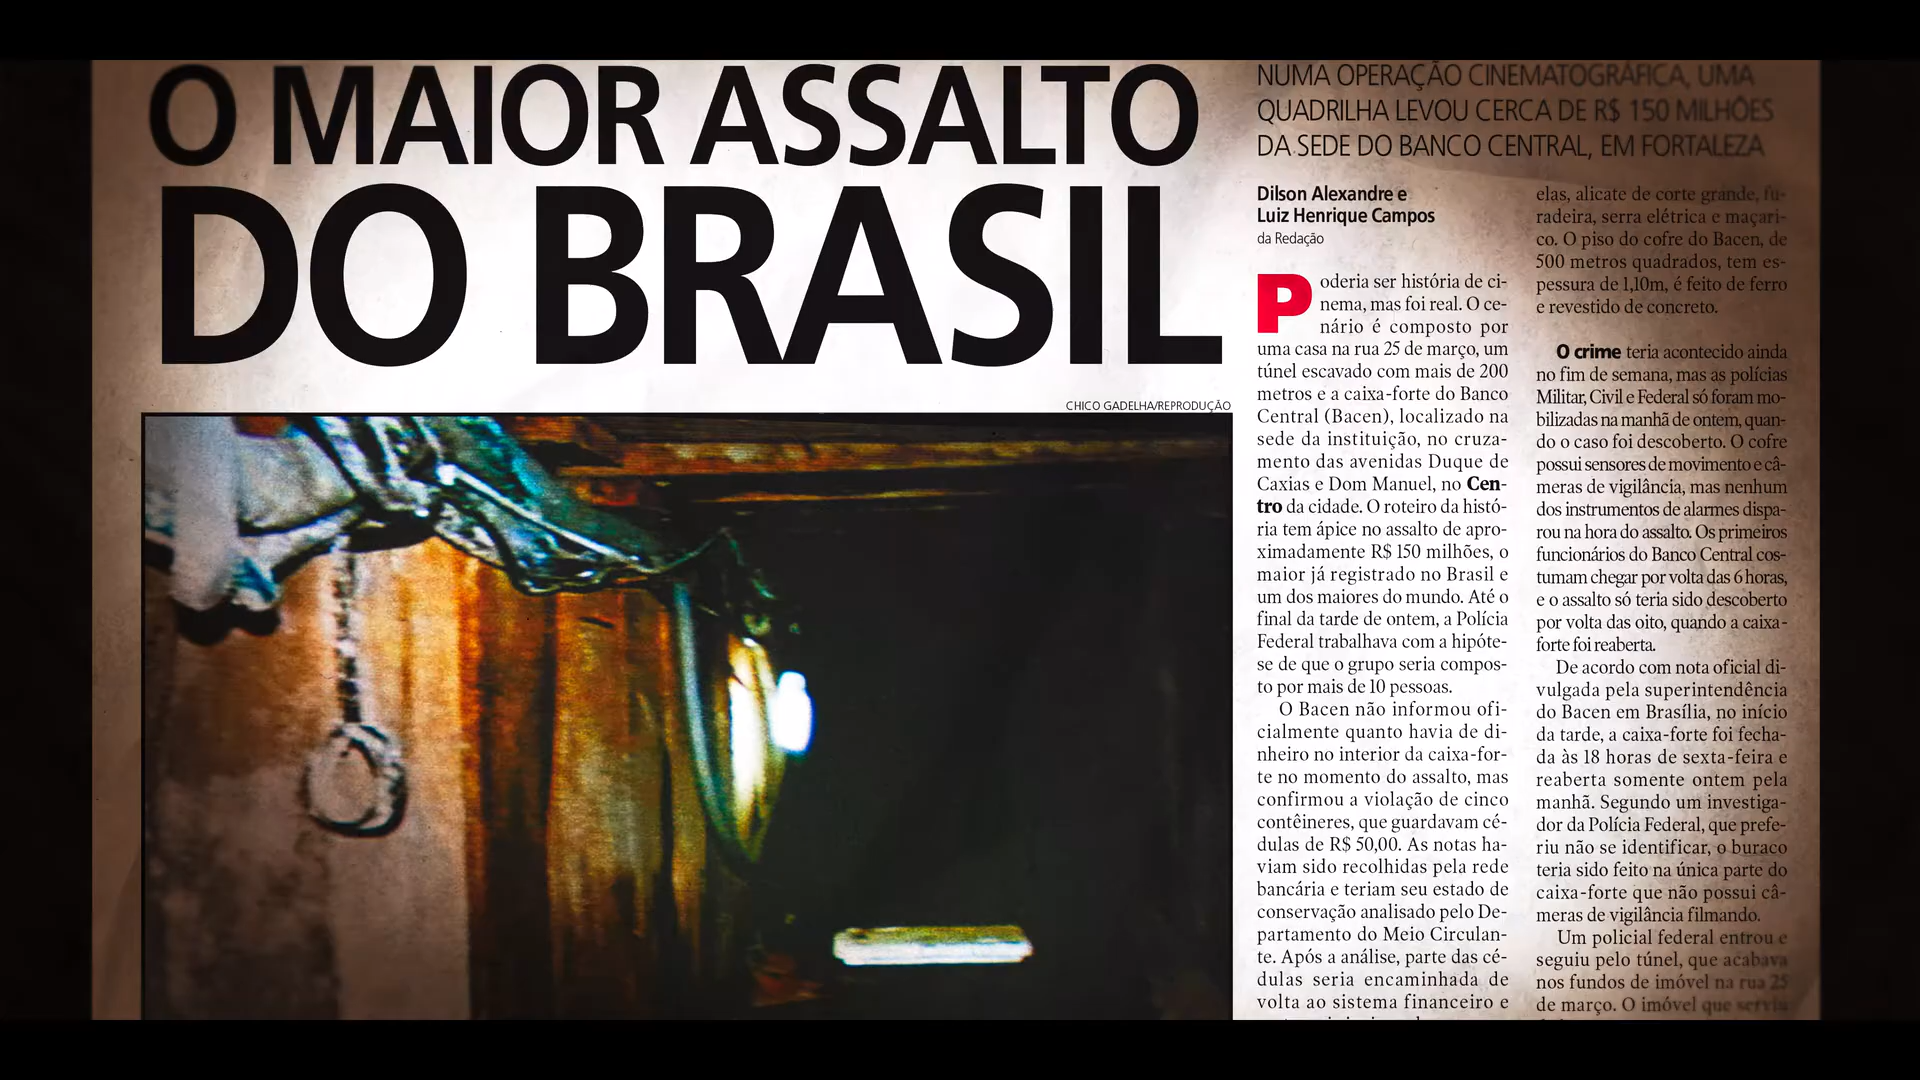 O MAIOR ASSALTO
DO BRASIL
CHICO GADELHA/REPRODUÇÃO
NUMA OPERAÇÃO CINEMATOGRÁFICA, UMA
QUADRILHA LEVOU CERCA DE R$ 150 MILHÕES
DA SEDE DO BANCO CENTRAL, EM FORTALEZA
Dilson Alexandre e
Luiz Henrique Campos
da Redação
Poderia ser história de ci-
nema, mas foi real. O ce-
nário é composto por
uma casa na rua 25 de março, um
túnel escavado com mais de 200
metros e a caixa-forte do Banco
Central (Bacen), localizado na
sede da instituição, no cruza-
mento das avenidas Duque de
Caxias e Dom Manuel, no Cen-
tro da cidade. O roteiro da histó-
ria tem ápice no assalto de apro-
ximadamente R$ 150 milhões, o
maior já registrado no Brasil e
um dos maiores do mundo. Até o
final da tarde de ontem, a Polícia
Federal trabalhava com a hipóte-
se de que o grupo seria compos-
to por mais de 10 pessoas.
O Bacen não informou ofi-
cialmente quanto havia de di-
nheiro no interior da caixa-for-
te no momento do assalto, mas
confirmou a violação de cinco
contêineres, que guardavam cé-
dulas de R$ 50,00. As notas ha-
viam sido recolhidas pela rede
bancária e teriam seu estado de
conservação analisado pelo De-
partamento do Meio Circulan-
te. Após a análise, parte das cé-
dulas seria encaminhada de
volta ao sistema financeiro e
elas, alicate de corte grande, fu-
radeira, serra elétrica e maçari-
co. O piso do cofre do Bacen, de
500 metros quadrados, tem es-
pessura de 1,10m, é feito de ferro
e revestido de concreto.
O crime teria acontecido ainda
no fim de semana, mas as polícias
Militar, Civil e Federal só foram mo-
bilizadas na manhã de ontem, quan-
do o caso foi descoberto. O cofre
possui sensores de movimento e câ-
meras de vigilância, mas nenhum
dos instrumentos de alarmes dispa-
rou na hora do assalto. Os primeiros
funcionários do Banco Central cos-
tumam chegar por volta das 6 horas,
e o assalto só teria sido descoberto
por volta das oito, quando a caixa-
forte foi reaberta.
De acordo com nota oficial di-
vulgada pela superintendência
do Bacen em Brasília, no início
da tarde, a caixa-forte foi fecha-
da às 18 horas de sexta-feira e
reaberta somente ontem pela
manhã. Segundo um investiga-
dor da Polícia Federal, que prefe-
riu não se identificar, o buraco
teria sido feito na única parte do
caixa-forte que não possui câ-
meras de vigilância filmando.
Um policial federal entrou e
seguiu pelo túnel, que acabava
nos fundos de imóvel na rua 25
de março. O imóvel que serviu